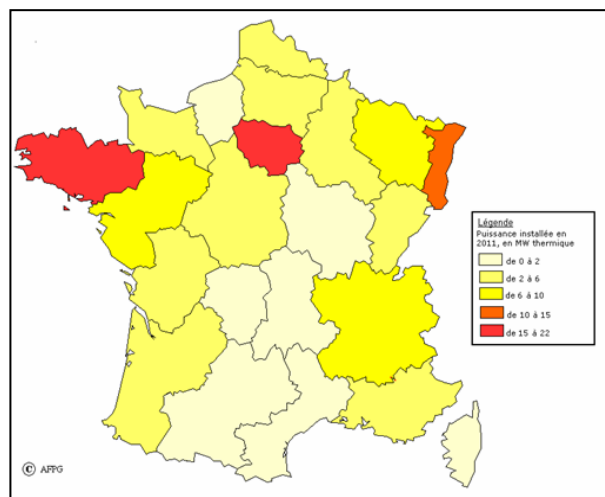 Légende
Puissance installée en
2011, en MW thermique
de 0 à 2
de 2 à 6
de 6 à 10
de 10 à 15
de 15 à 22
© AFPG